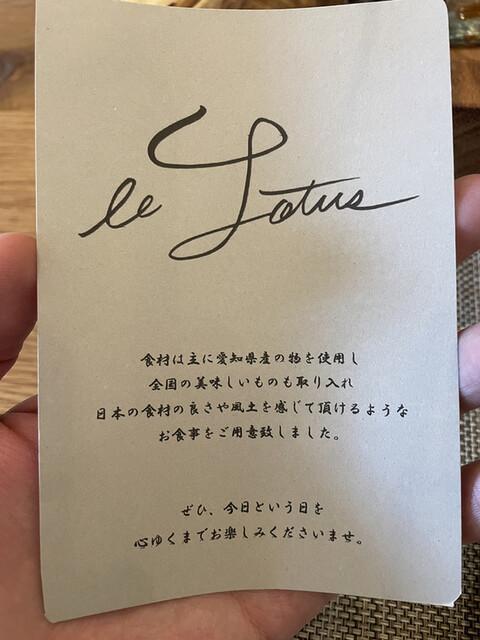 le Lotus
食材は主に愛知県産の物を使用し
全国の美味しいものも取り入れ
日本の食材の良さや風土を感じて頂けるような
お食事をご用意致しました。
ぜひ、今日という日を
心ゆくまでお楽しみくださいませ。